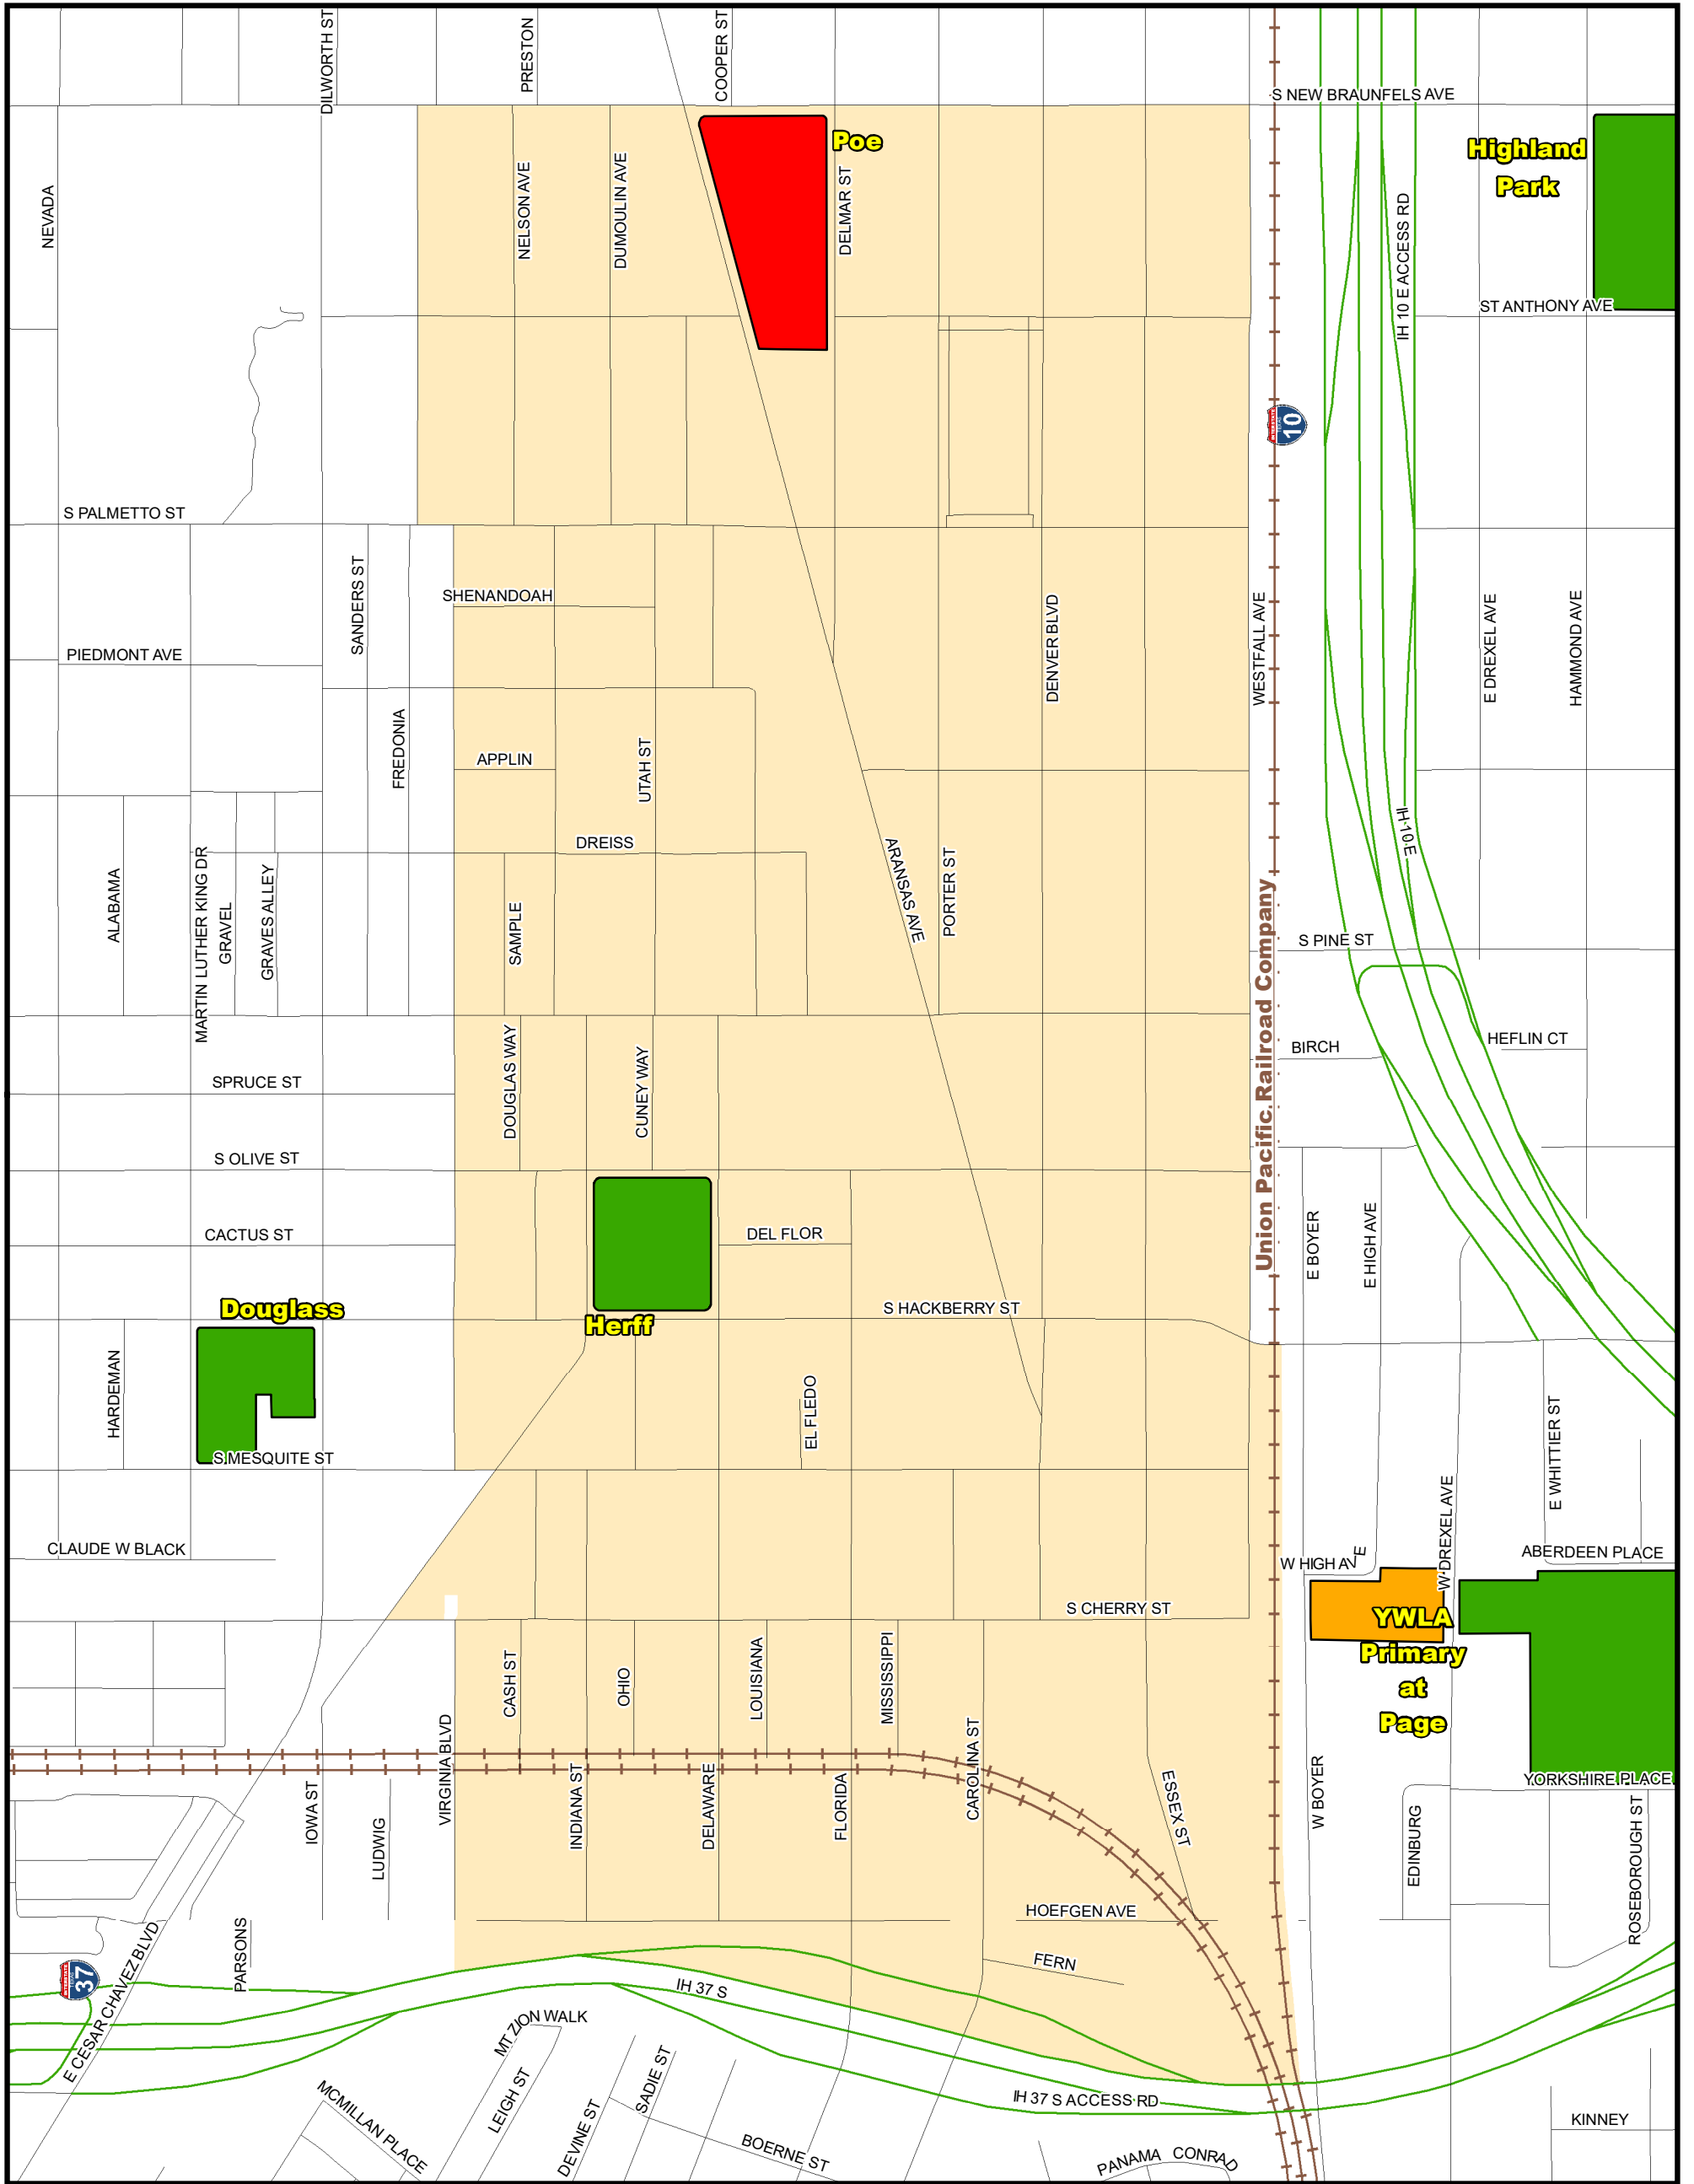 DILWORTH ST
PRESTON
COOPER ST
S NEW BRAUNFELS AVE
Poe
Highland
Park
NEVADA
NELSON AVE
DUMOULIN AVE
DELMAR ST
IH 10 E ACCESS RD
ST ANTHONY AVE
10
S PALMETTO ST
SANDERS ST
SHENANDOAH
DENVER BLVD
WESTFALL AVE
E DREXEL AVE
HAMMOND AVE
PIEDMONT AVE
FREDONIA
APPLIN
UTAH ST
IH 10 E
DREISS
ARANSAS AVE
PORTER ST
ALABAMA
MARTIN LUTHER KING DR
GRAVEL
GRAVES ALLEY
SAMPLE
Union Pacific Railroad Company
S PINE ST
HEFLIN CT
BIRCH
DOUGLAS WAY
CUNEY WAY
SPRUCE ST
S OLIVE ST
CACTUS ST
DEL FLOR
E BOYER
E HIGH AVE
Douglass
Herff
S HACKBERRY ST
HARDEMAN
EL FLEDO
S MESQUITE ST
E WHITTIER ST
W DREXEL AVE
CLAUDE W BLACK
W HIGH AVE
ABERDEEN PLACE
S CHERRY ST
YWLA
Primary
at
Page
CASH ST
OHIO
LOUISIANA
MISSISSIPPI
CAROLINA ST
VIRGINIA BLVD
IOWA ST
LUDWIG
INDIANA ST
DELAWARE
FLORIDA
ESSEX ST
W BOYER
YORKSHIRE PLACE
EDINBURG
ROSEBOROUGH ST
HOEFGEN AVE
PARSONS
FERN
37
E CESAR CHAVEZ BLVD
IH 37 S
MT ZION WALK
LEIGH ST
SADIE ST
DEVINE ST
MCMILLAN PLACE
BOERNE ST
IH 37 S ACCESS RD
PANAMA
CONRAD
KINNEY